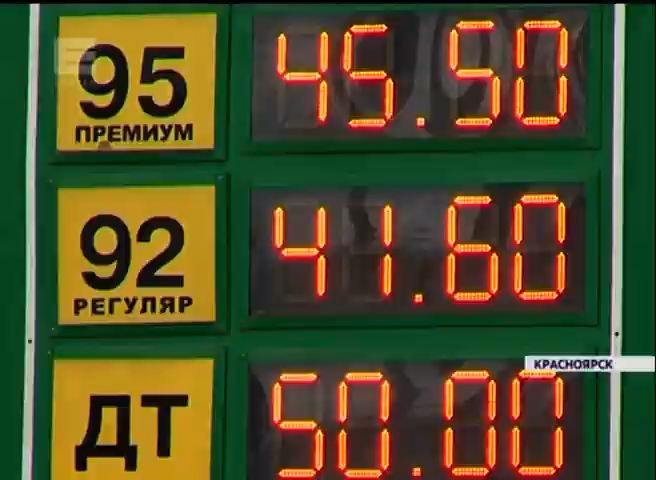 95 45.50
ПРЕМИУМ
92 41.60
РЕГУЛЯР
КРАСНОЯРСК
ДТ 50.00